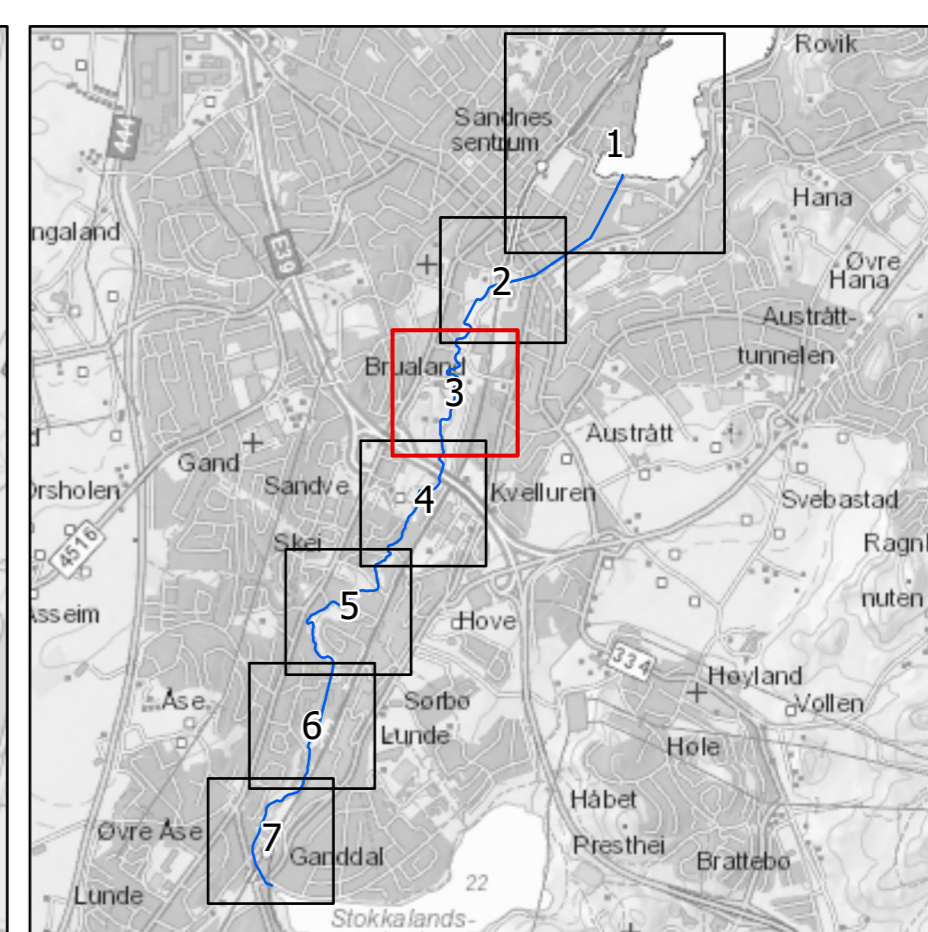 Rovik
444
Sandnes
sentrum
1
Hana
ngaland
E39
Øvre
Hana
2
Austrått-
tunnelen
Brualand
3
Austrått
Gand
Sandve
Kvelluren
Svebastad
Orsholen
4
4516
Skei
Ragnl
nuten
5
Asseim
Hove
334
Høyland
Åse
Sørbø
Vollen
6
Lunde
Hole
Håbet
Øvre Åse
7
Ganddal
Presthei
Brattebø
22
Lunde
Stokkalands-